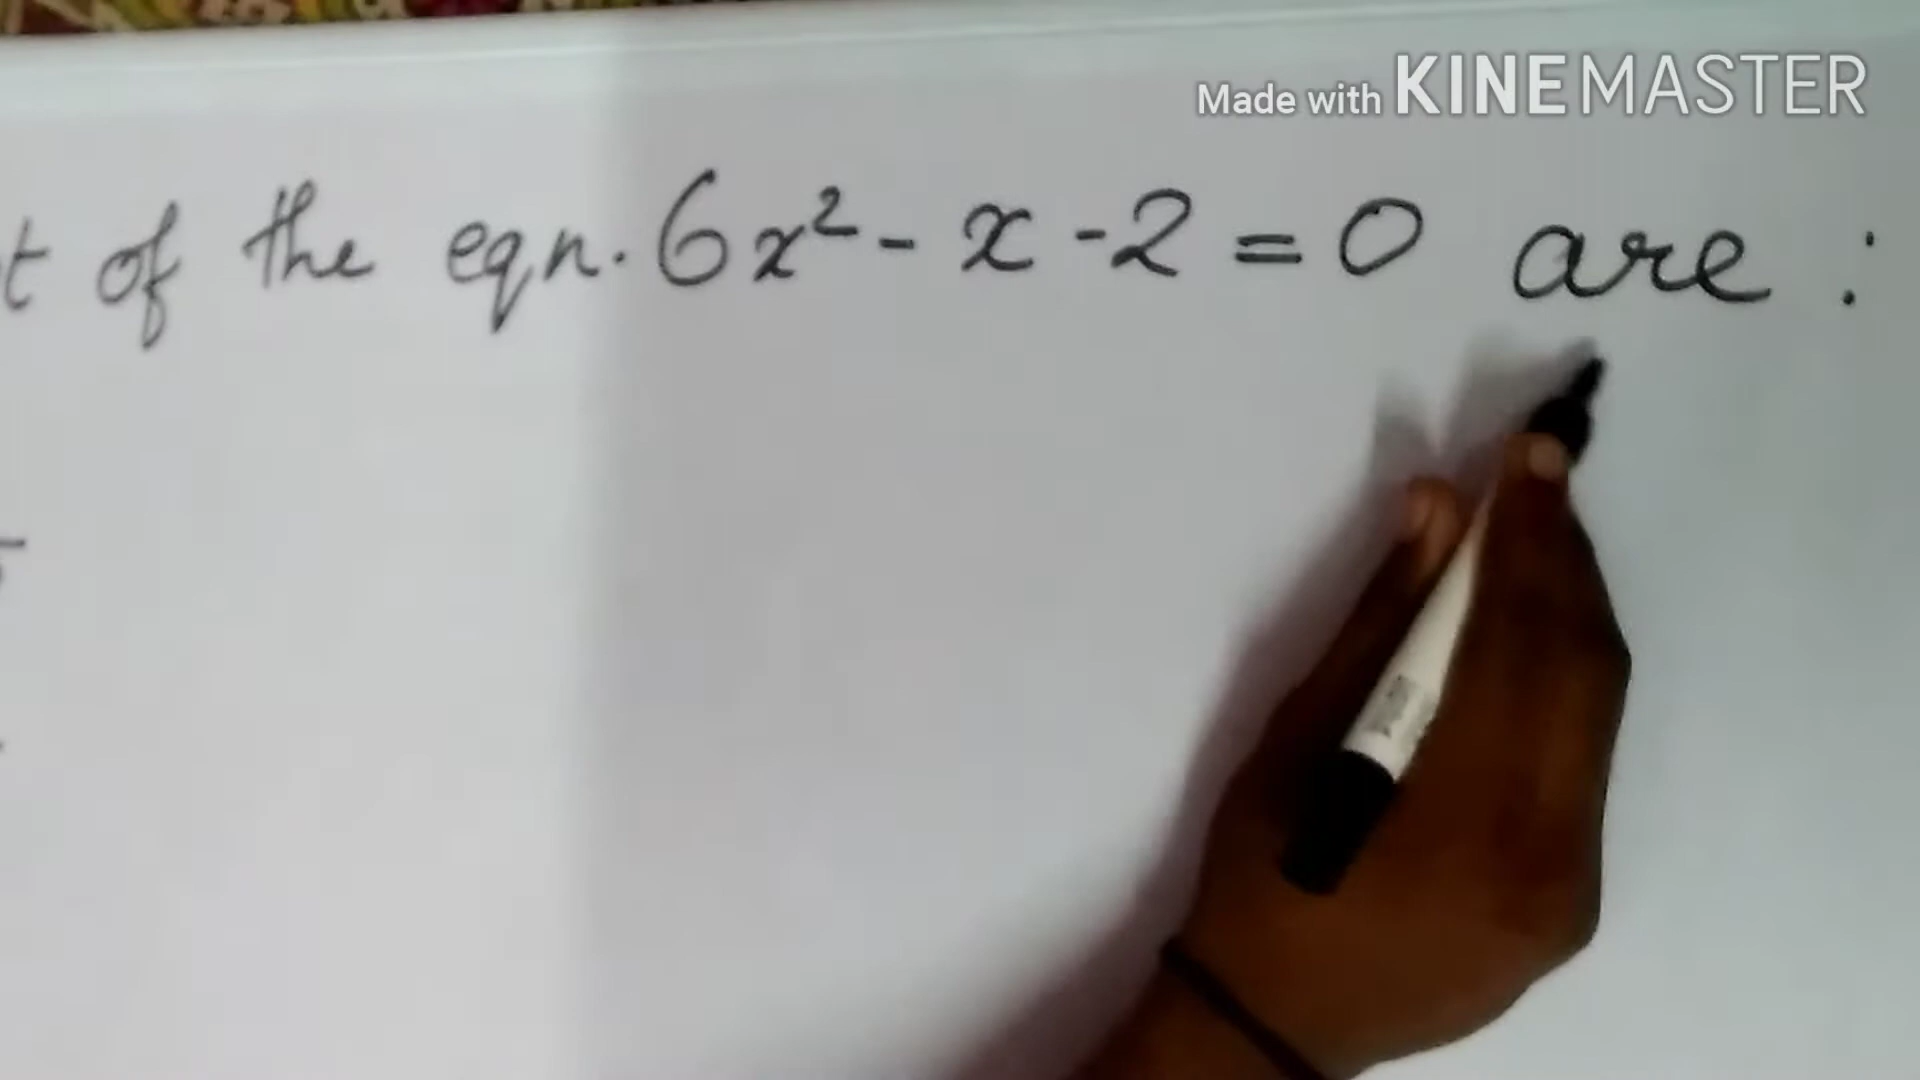 Made with KINEMASTER
t of the eqn. 6x² - x - 2 = 0 are :